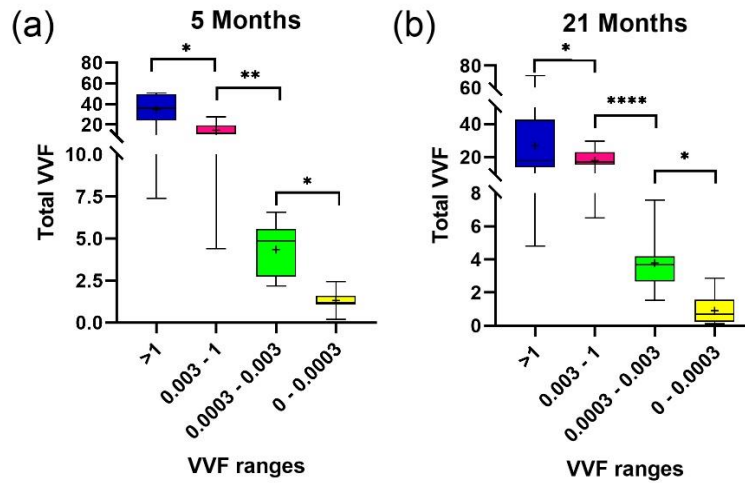 (a) 5 Months
Total VVF
80
60
40
20
10.0
7.5
5.0
2.5
0.0
* ** *
>1
0.003 - 1
0.0003 - 0.003
0 - 0.0003
VVF ranges
(b) 21 Months
Total VVF
80
60
40
20
8
6
4
2
0
* **** *
>1
0.003 - 1
0.0003 - 0.003
0 - 0.0003
VVF ranges